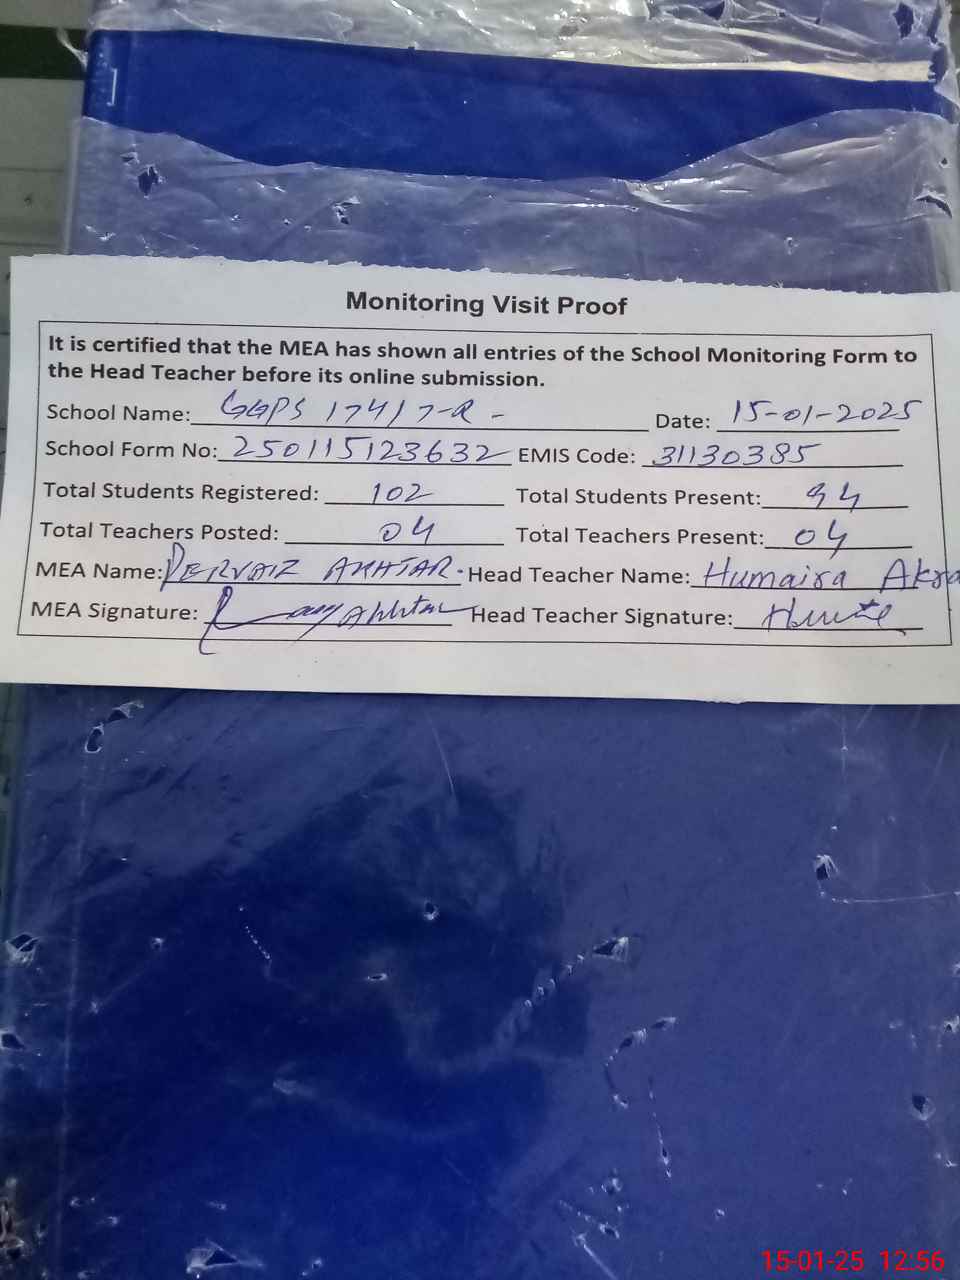 Monitoring Visit Proof
It is certified that the MEA has shown all entries of the School Monitoring Form to
the Head Teacher before its online submission.
School Name: GGPS 174/7-R - Date: 15-01-2025
School Form No: 250115123632 EMIS Code: 31130385
Total Students Registered: 102 Total Students Present: 94
Total Teachers Posted: 04 Total Teachers Present: 04
MEA Name: PERVAIZ AKHTAR. Head Teacher Name: Humaira
MEA Signature: Akhtar Head Teacher Signature:
15-01-25 12:56